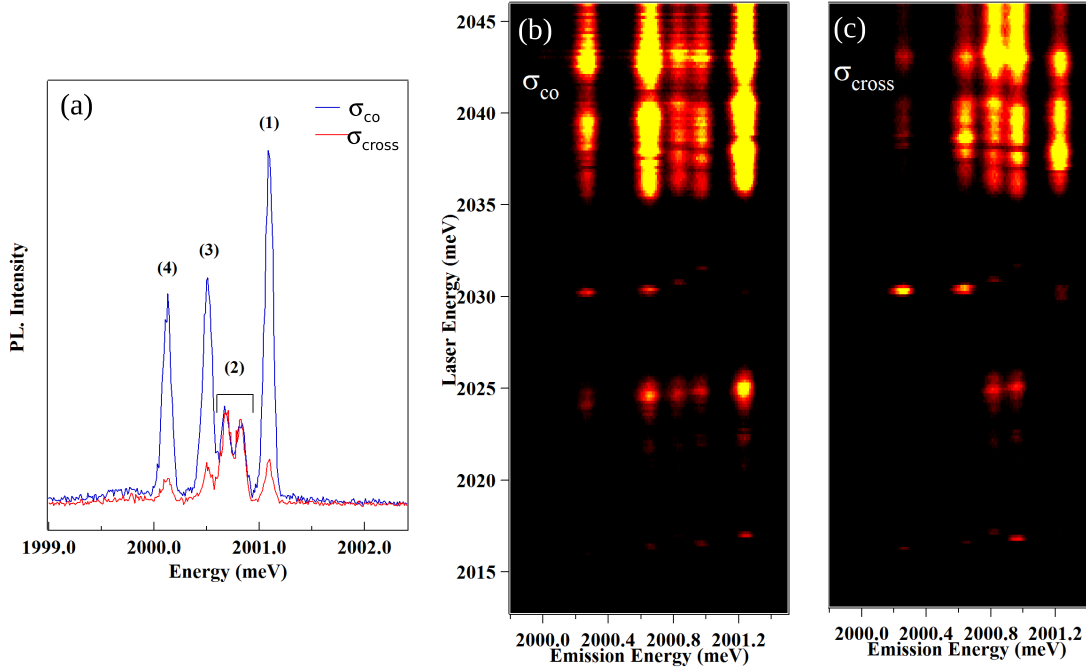 (a)
σco
σcross
(1)
(3)
(4)
(2)
PL. Intensity
1999.0 2000.0 2001.0 2002.0
Energy (meV)
(b)
σco
Laser Energy (meV)
2045
2040
2035
2030
2025
2020
2015
2000.0 2000.4 2000.8 2001.2
Emission Energy (meV)
(c)
σcross
2000.0 2000.4 2000.8 2001.2
Emission Energy (meV)